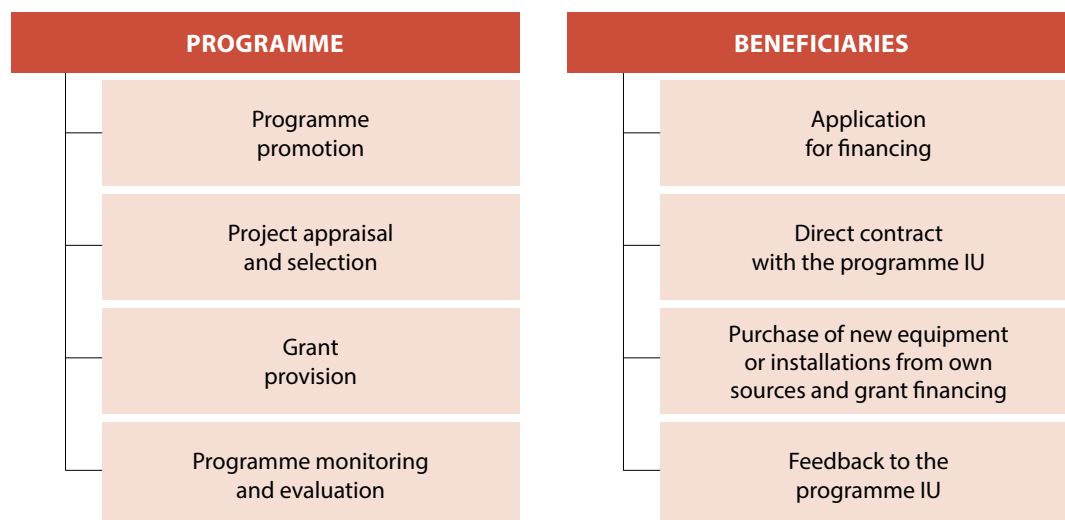 PROGRAMME
Programme
promotion
Project appraisal
and selection
Grant
provision
Programme monitoring
and evaluation
BENEFICIARIES
Application
for financing
Direct contract
with the programme IU
Purchase of new equipment
or installations from own
sources and grant financing
Feedback to the
programme IU